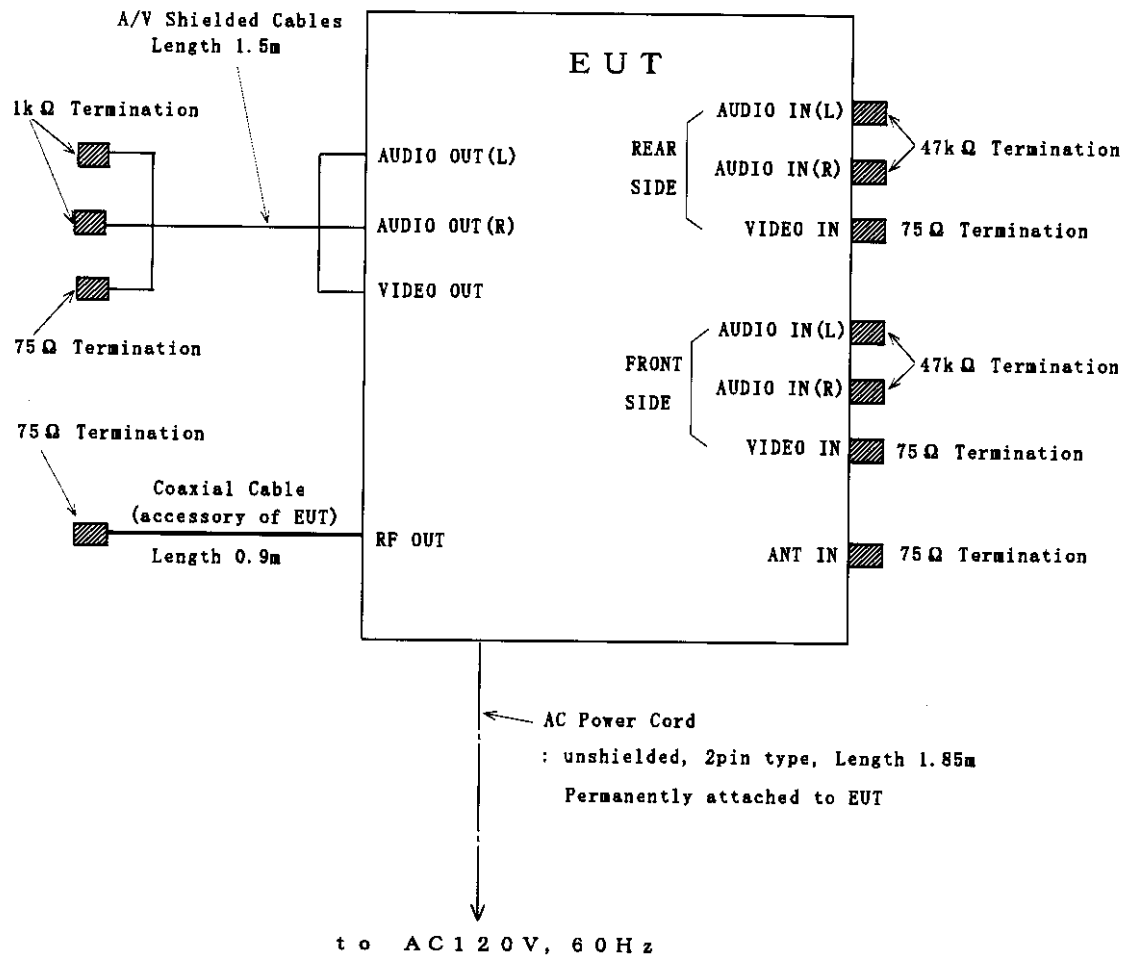 A/V Shielded Cables
Length 1.5m
EUT
1kΩ Termination
AUDIO OUT(L)
AUDIO OUT(R)
VIDEO OUT
75Ω Termination
REAR
SIDE
AUDIO IN(L)
AUDIO IN(R)
VIDEO IN
47kΩ Termination
75Ω Termination
FRONT
SIDE
AUDIO IN(L)
AUDIO IN(R)
VIDEO IN
47kΩ Termination
75Ω Termination
75Ω Termination
Coaxial Cable
(accessory of EUT)
Length 0.9m
RF OUT
ANT IN
75Ω Termination
AC Power Cord
: unshielded, 2pin type, Length 1.85m
Permanently attached to EUT
to AC120V, 60Hz